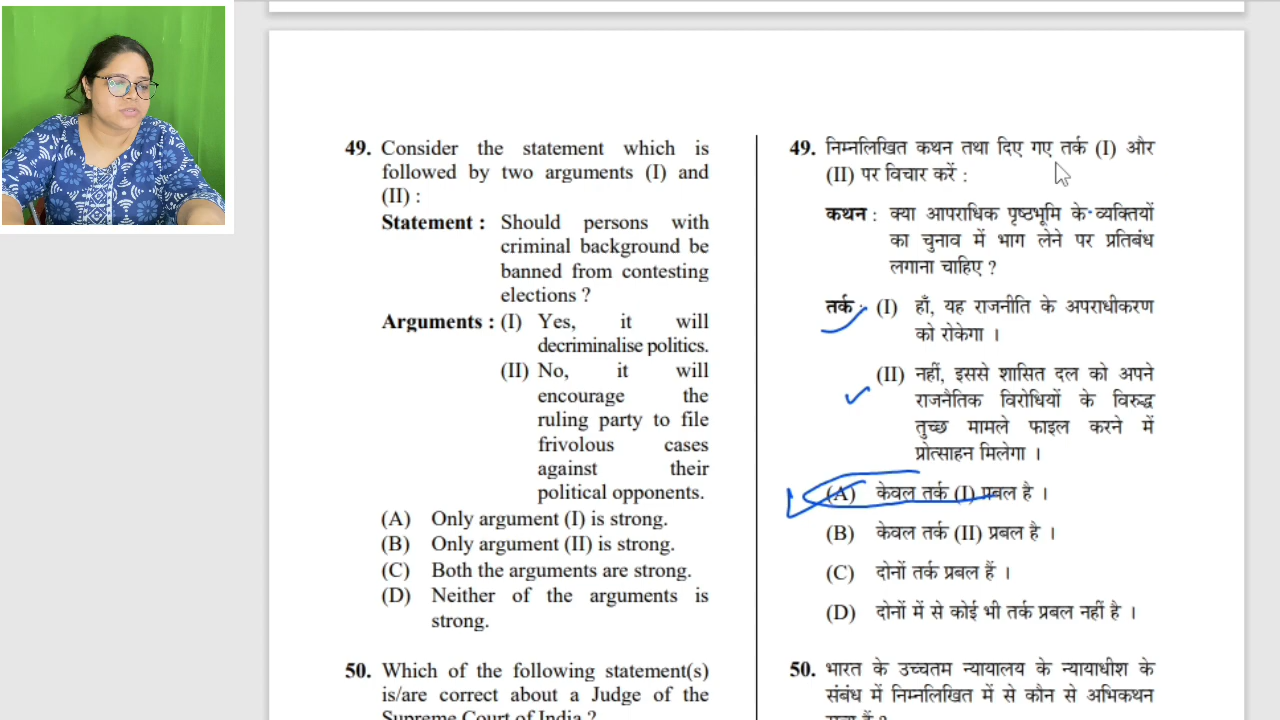 49. Consider the statement which is
followed by two arguments (I) and
(II) :
Statement : Should persons with
criminal background be
banned from contesting
elections ?
Arguments : (I) Yes, it will
decriminalise politics.
(II) No, it will
encourage the
ruling party to file
frivolous cases
against their
political opponents.
(A) Only argument (I) is strong.
(B) Only argument (II) is strong.
(C) Both the arguments are strong.
(D) Neither of the arguments is
strong.
50. Which of the following statement(s)
is/are correct about a Judge of the
Supreme Court of India ?
49. निम्नलिखित कथन तथा दिए गए तर्क (I) और
(II) पर विचार करें :
कथन : क्या आपराधिक पृष्ठभूमि के व्यक्तियों
का चुनाव में भाग लेने पर प्रतिबंध
लगाना चाहिए ?
तर्क : (I) हाँ, यह राजनीति के अपराधीकरण
को रोकेगा ।
(II) नहीं, इससे शासित दल को अपने
राजनैतिक विरोधियों के विरुद्ध
तुच्छ मामले फाइल करने में
प्रोत्साहन मिलेगा ।
(A) केवल तर्क (I) प्रबल है ।
(B) केवल तर्क (II) प्रबल है ।
(C) दोनों तर्क प्रबल हैं ।
(D) दोनों में से कोई भी तर्क प्रबल नहीं है ।
50. भारत के उच्चतम न्यायालय के न्यायाधीश के
संबंध में निम्नलिखित में से कौन से अभिकथन